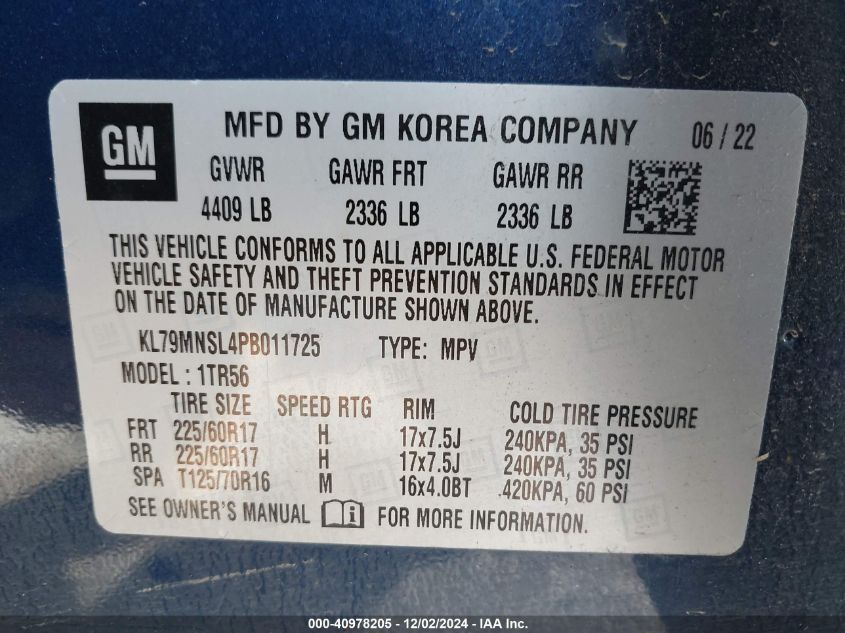 GM
MFD BY GM KOREA COMPANY 06 / 22
GVWR GAWR FRT GAWR RR
4409 LB 2336 LB 2336 LB
THIS VEHICLE CONFORMS TO ALL APPLICABLE U.S. FEDERAL MOTOR
VEHICLE SAFETY AND THEFT PREVENTION STANDARDS IN EFFECT
ON THE DATE OF MANUFACTURE SHOWN ABOVE.
KL79MNSL4PB011725 TYPE: MPV
MODEL : 1TR56
TIRE SIZE SPEED RTG RIM COLD TIRE PRESSURE
FRT 225/60R17 H 17x7.5J 240KPA, 35 PSI
RR 225/60R17 H 17x7.5J 240KPA, 35 PSI
SPA T125/70R16 M 16x4.0BT .420KPA, 60 PSI
SEE OWNER'S MANUAL i FOR MORE INFORMATION.
000-40978205 - 12/02/2024 - IAA Inc.